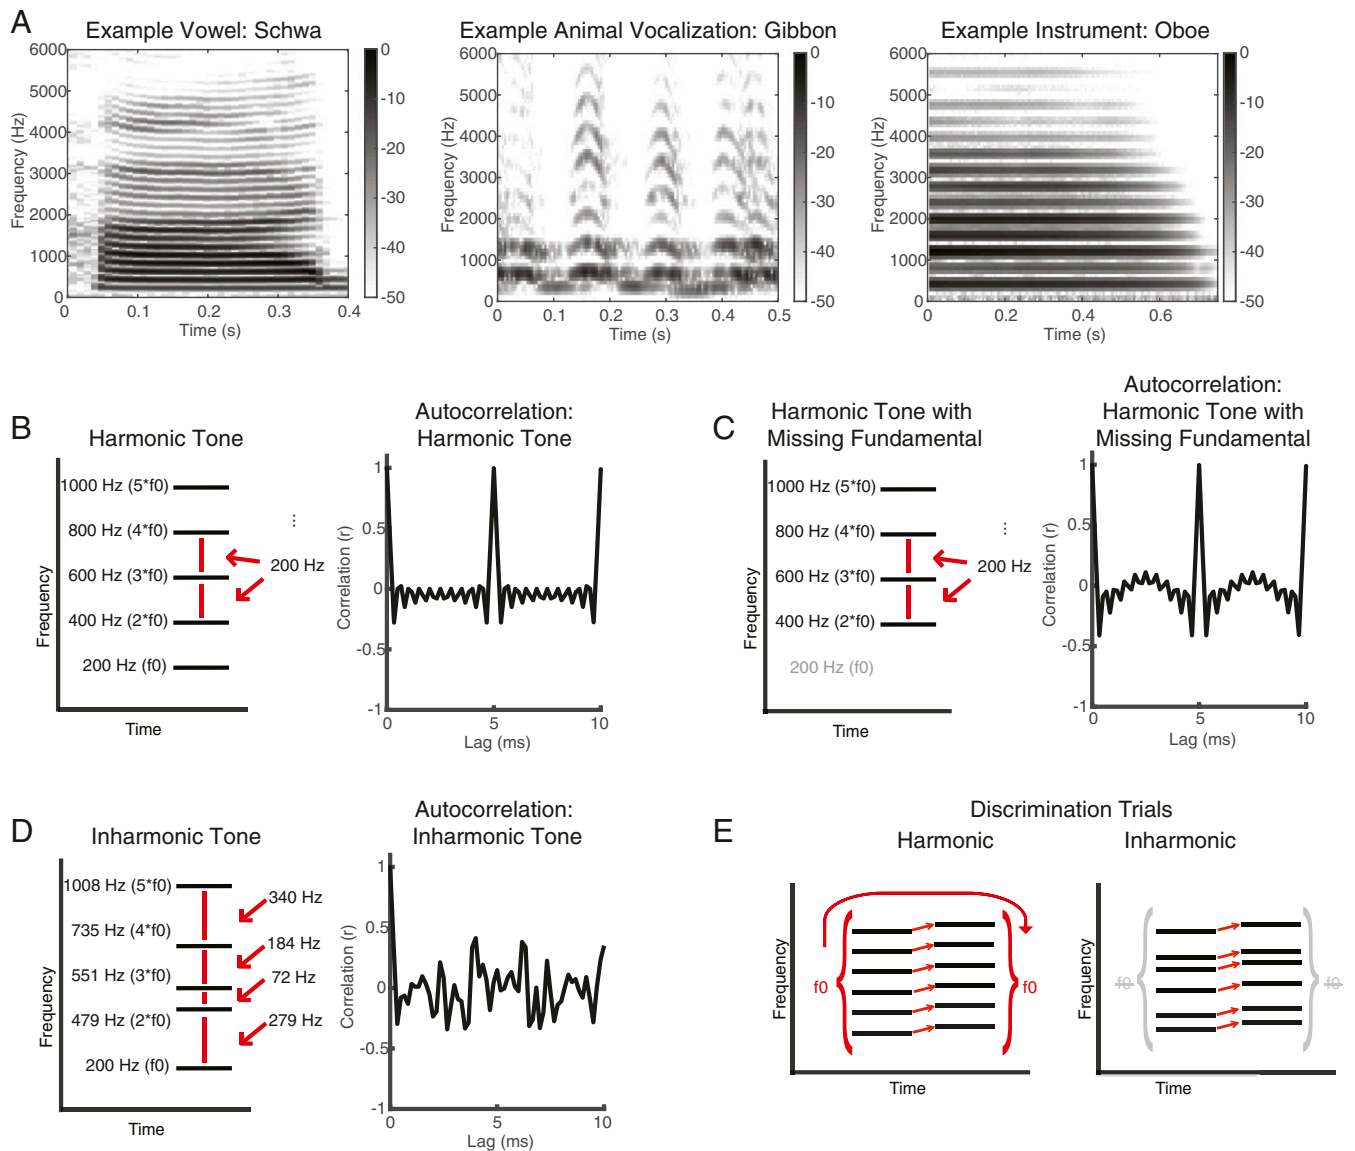 A
Example Vowel: Schwa
6000
5000
4000
3000
2000
1000
0
Frequency (Hz)
0
0.1
0.2
0.3
0.4
Time (s)
0
-10
-20
-30
-40
-50
Example Animal Vocalization: Gibbon
6000
5000
4000
3000
2000
1000
0
Frequency (Hz)
0
0.1
0.2
0.3
0.4
0.5
Time (s)
0
-10
-20
-30
-40
-50
Example Instrument: Oboe
6000
5000
4000
3000
2000
1000
0
Frequency (Hz)
0
0.2
0.4
0.6
Time (s)
0
-10
-20
-30
-40
-50
B
Harmonic Tone
1000 Hz (5*f0)
800 Hz (4*f0)
600 Hz (3*f0)
400 Hz (2*f0)
200 Hz (f0)
...
200 Hz
Frequency
Time
Autocorrelation:
Harmonic Tone
1
0.5
0
-0.5
-1
Correlation (r)
0
5
10
Lag (ms)
C
Harmonic Tone with
Missing Fundamental
1000 Hz (5*f0)
800 Hz (4*f0)
600 Hz (3*f0)
400 Hz (2*f0)
200 Hz (f0)
...
200 Hz
Frequency
Time
Autocorrelation:
Harmonic Tone with
Missing Fundamental
1
0.5
0
-0.5
-1
Correlation (r)
0
5
10
Lag (ms)
D
Inharmonic Tone
1008 Hz (5*f0)
735 Hz (4*f0)
551 Hz (3*f0)
479 Hz (2*f0)
200 Hz (f0)
340 Hz
184 Hz
72 Hz
279 Hz
Frequency
Time
Autocorrelation:
Inharmonic Tone
1
0.5
0
-0.5
-1
Correlation (r)
0
5
10
Lag (ms)
E
Discrimination Trials
Harmonic
Frequency
f0
f0
Time
Inharmonic
Frequency
f0
f0
Time